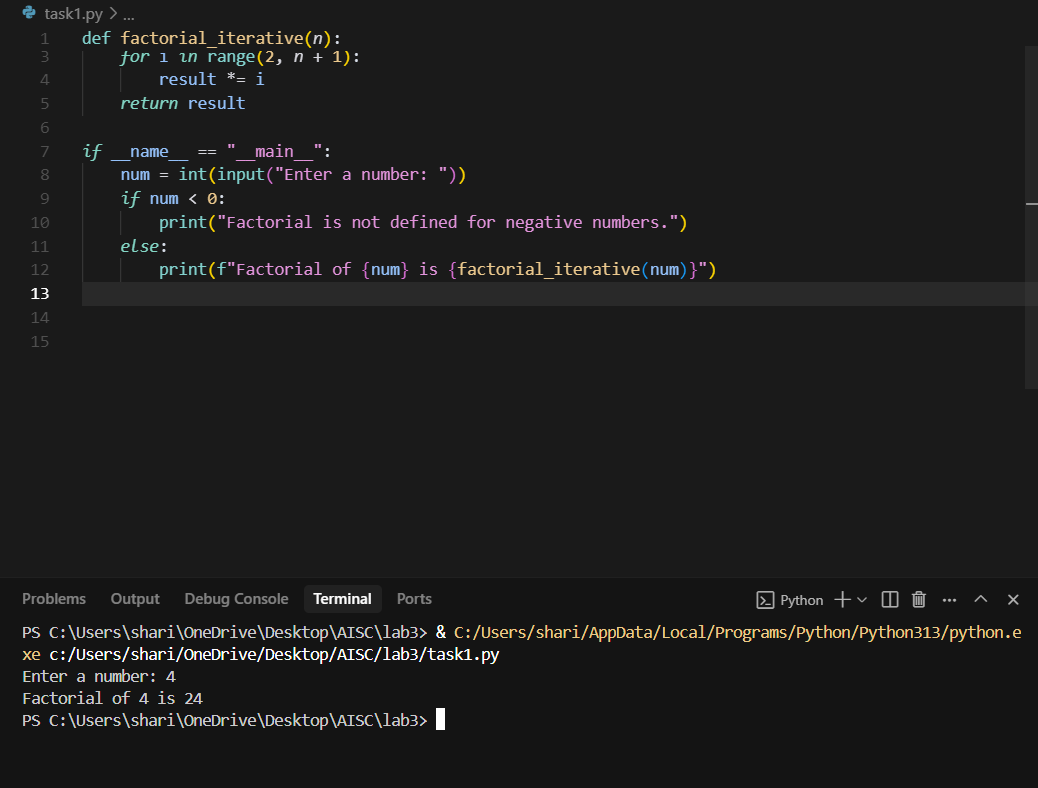 task1.py > ...
1 def factorial_iterative(n):
3 for i in range(2, n + 1):
4 result *= i
5 return result
6
7 if __name__ == "__main__":
8 num = int(input("Enter a number: "))
9 if num < 0:
10 print("Factorial is not defined for negative numbers.")
11 else:
12 print(f"Factorial of {num} is {factorial_iterative(num)}")
13
14
15
Problems Output Debug Console Terminal Ports Python
PS C:\Users\shari\OneDrive\Desktop\AISC\lab3> & C:/Users/shari/AppData/Local/Programs/Python/Python313/python.e
xe c:/Users/shari/OneDrive/Desktop/AISC/lab3/task1.py
Enter a number: 4
Factorial of 4 is 24
PS C:\Users\shari\OneDrive\Desktop\AISC\lab3>